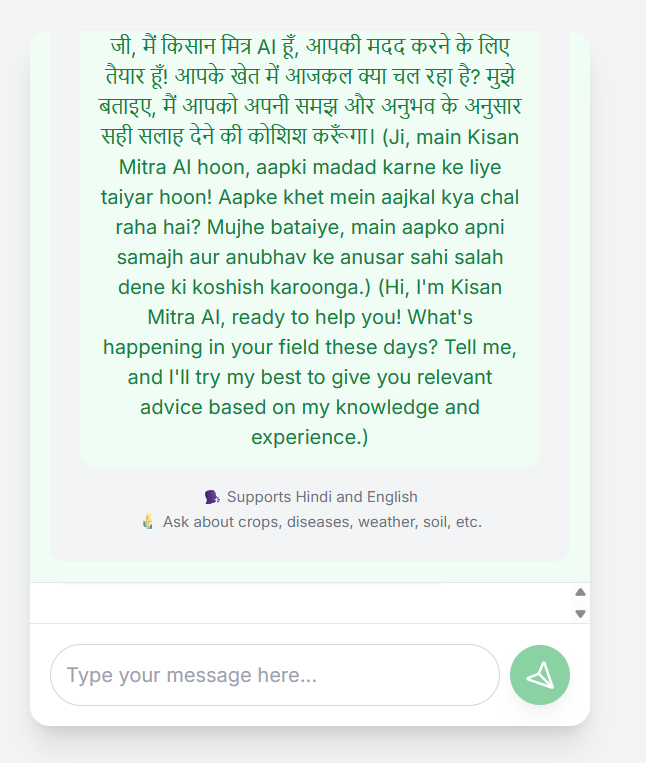 जी, मैं किसान मित्र AI हूँ, आपकी मदद करने के लिए
तैयार हूँ! आपके खेत में आजकल क्या चल रहा है? मुझे
बताइए, मैं आपको अपनी समझ और अनुभव के अनुसार
सही सलाह देने की कोशिश करूँगा। (Ji, main Kisan
Mitra AI hoon, aapki madad karne ke liye
taiyar hoon! Aapke khet mein aajkal kya chal
raha hai? Mujhe bataiye, main aapko apni
samajh aur anubhav ke anusar sahi salah
dene ki koshish karoonga.) (Hi, I'm Kisan
Mitra AI, ready to help you! What's
happening in your field these days? Tell me,
and I'll try my best to give you relevant
advice based on my knowledge and
experience.)
Supports Hindi and English
Ask about crops, diseases, weather, soil, etc.
Type your message here...